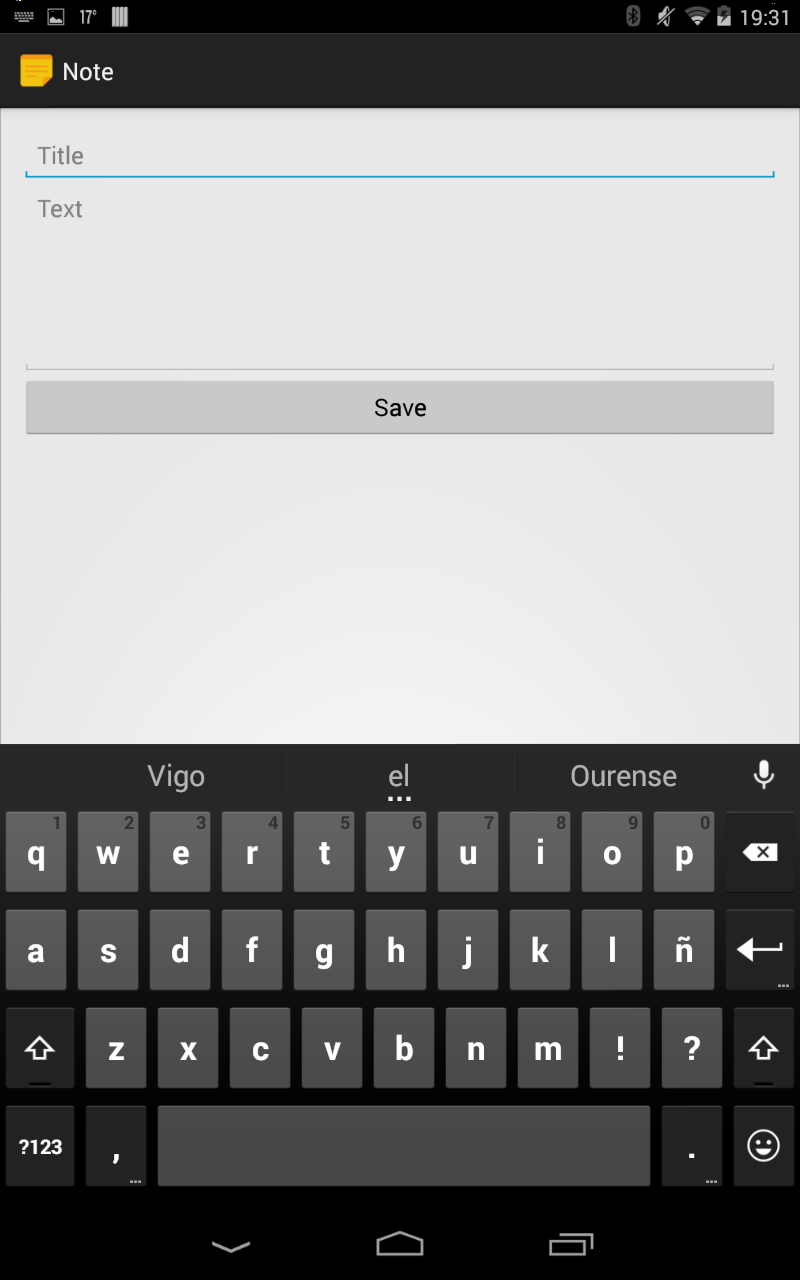 17° 19:31
Note
Title
Text
Save
Vigo el Ourense
1 2 3 4 5 6 7 8 9 0
q w e r t y u i o p
a s d f g h j k l ñ
z x c v b n m ! ?
?123 , .